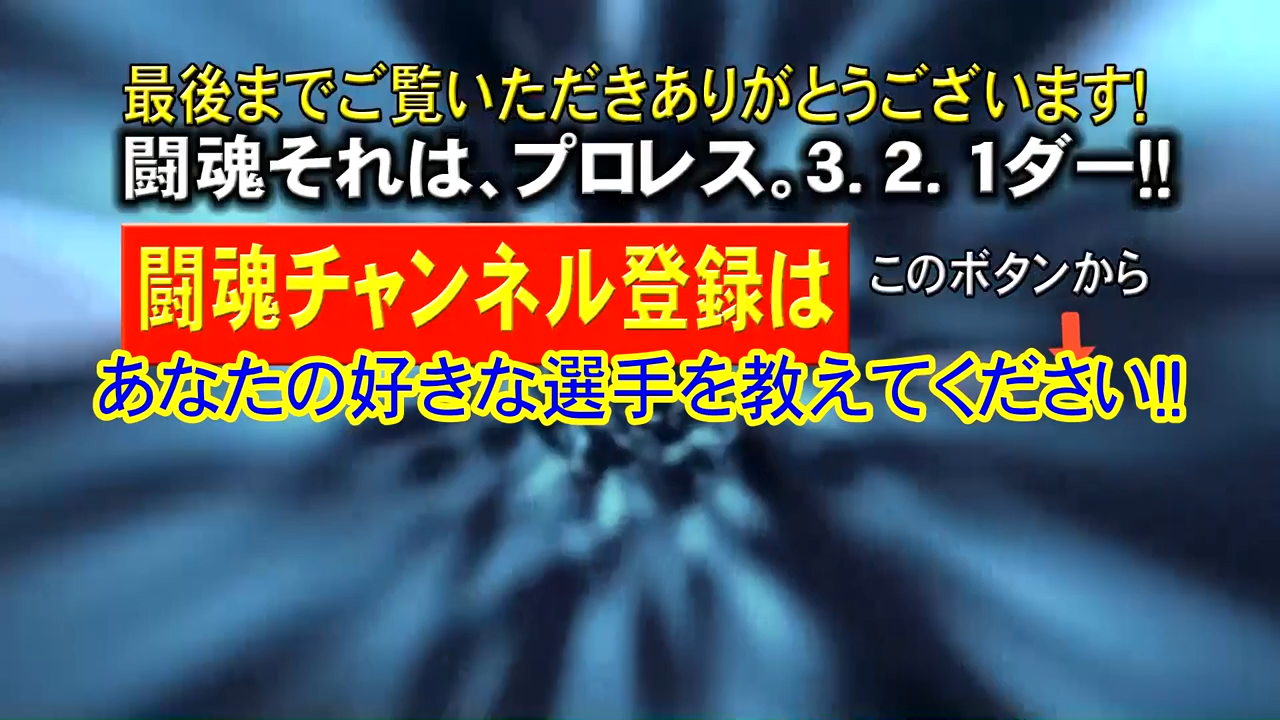 最後までご覧いただきありがとうございます!
闘魂それは、プロレス。3．2．1ダー!!
闘魂チャンネル登録は
このボタンから
あなたの好きな選手を教えてください!!